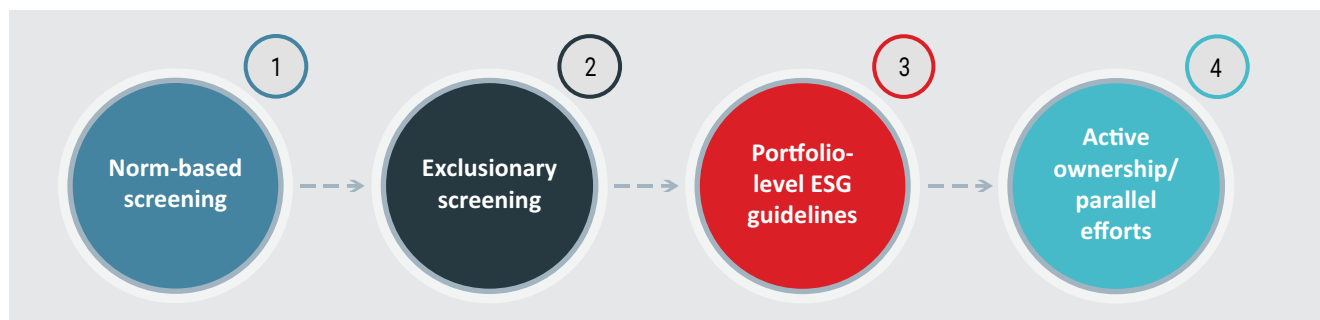 1
Norm-based
screening
2
Exclusionary
screening
3
Portfolio-
level ESG
guidelines
4
Active
ownership/
parallel
efforts